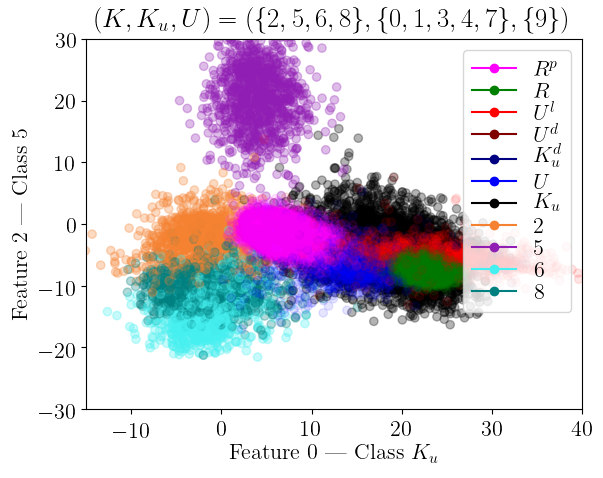 (K, K_u, U) = ({2, 5, 6, 8}, {0, 1, 3, 4, 7}, {9})
30
20
10
0
−10
−20
−30
Feature 2 — Class 5
R^p
R
U^l
U^d
K_u^d
U
K_u
2
5
6
8
−10
0
10
20
30
40
Feature 0 — Class K_u